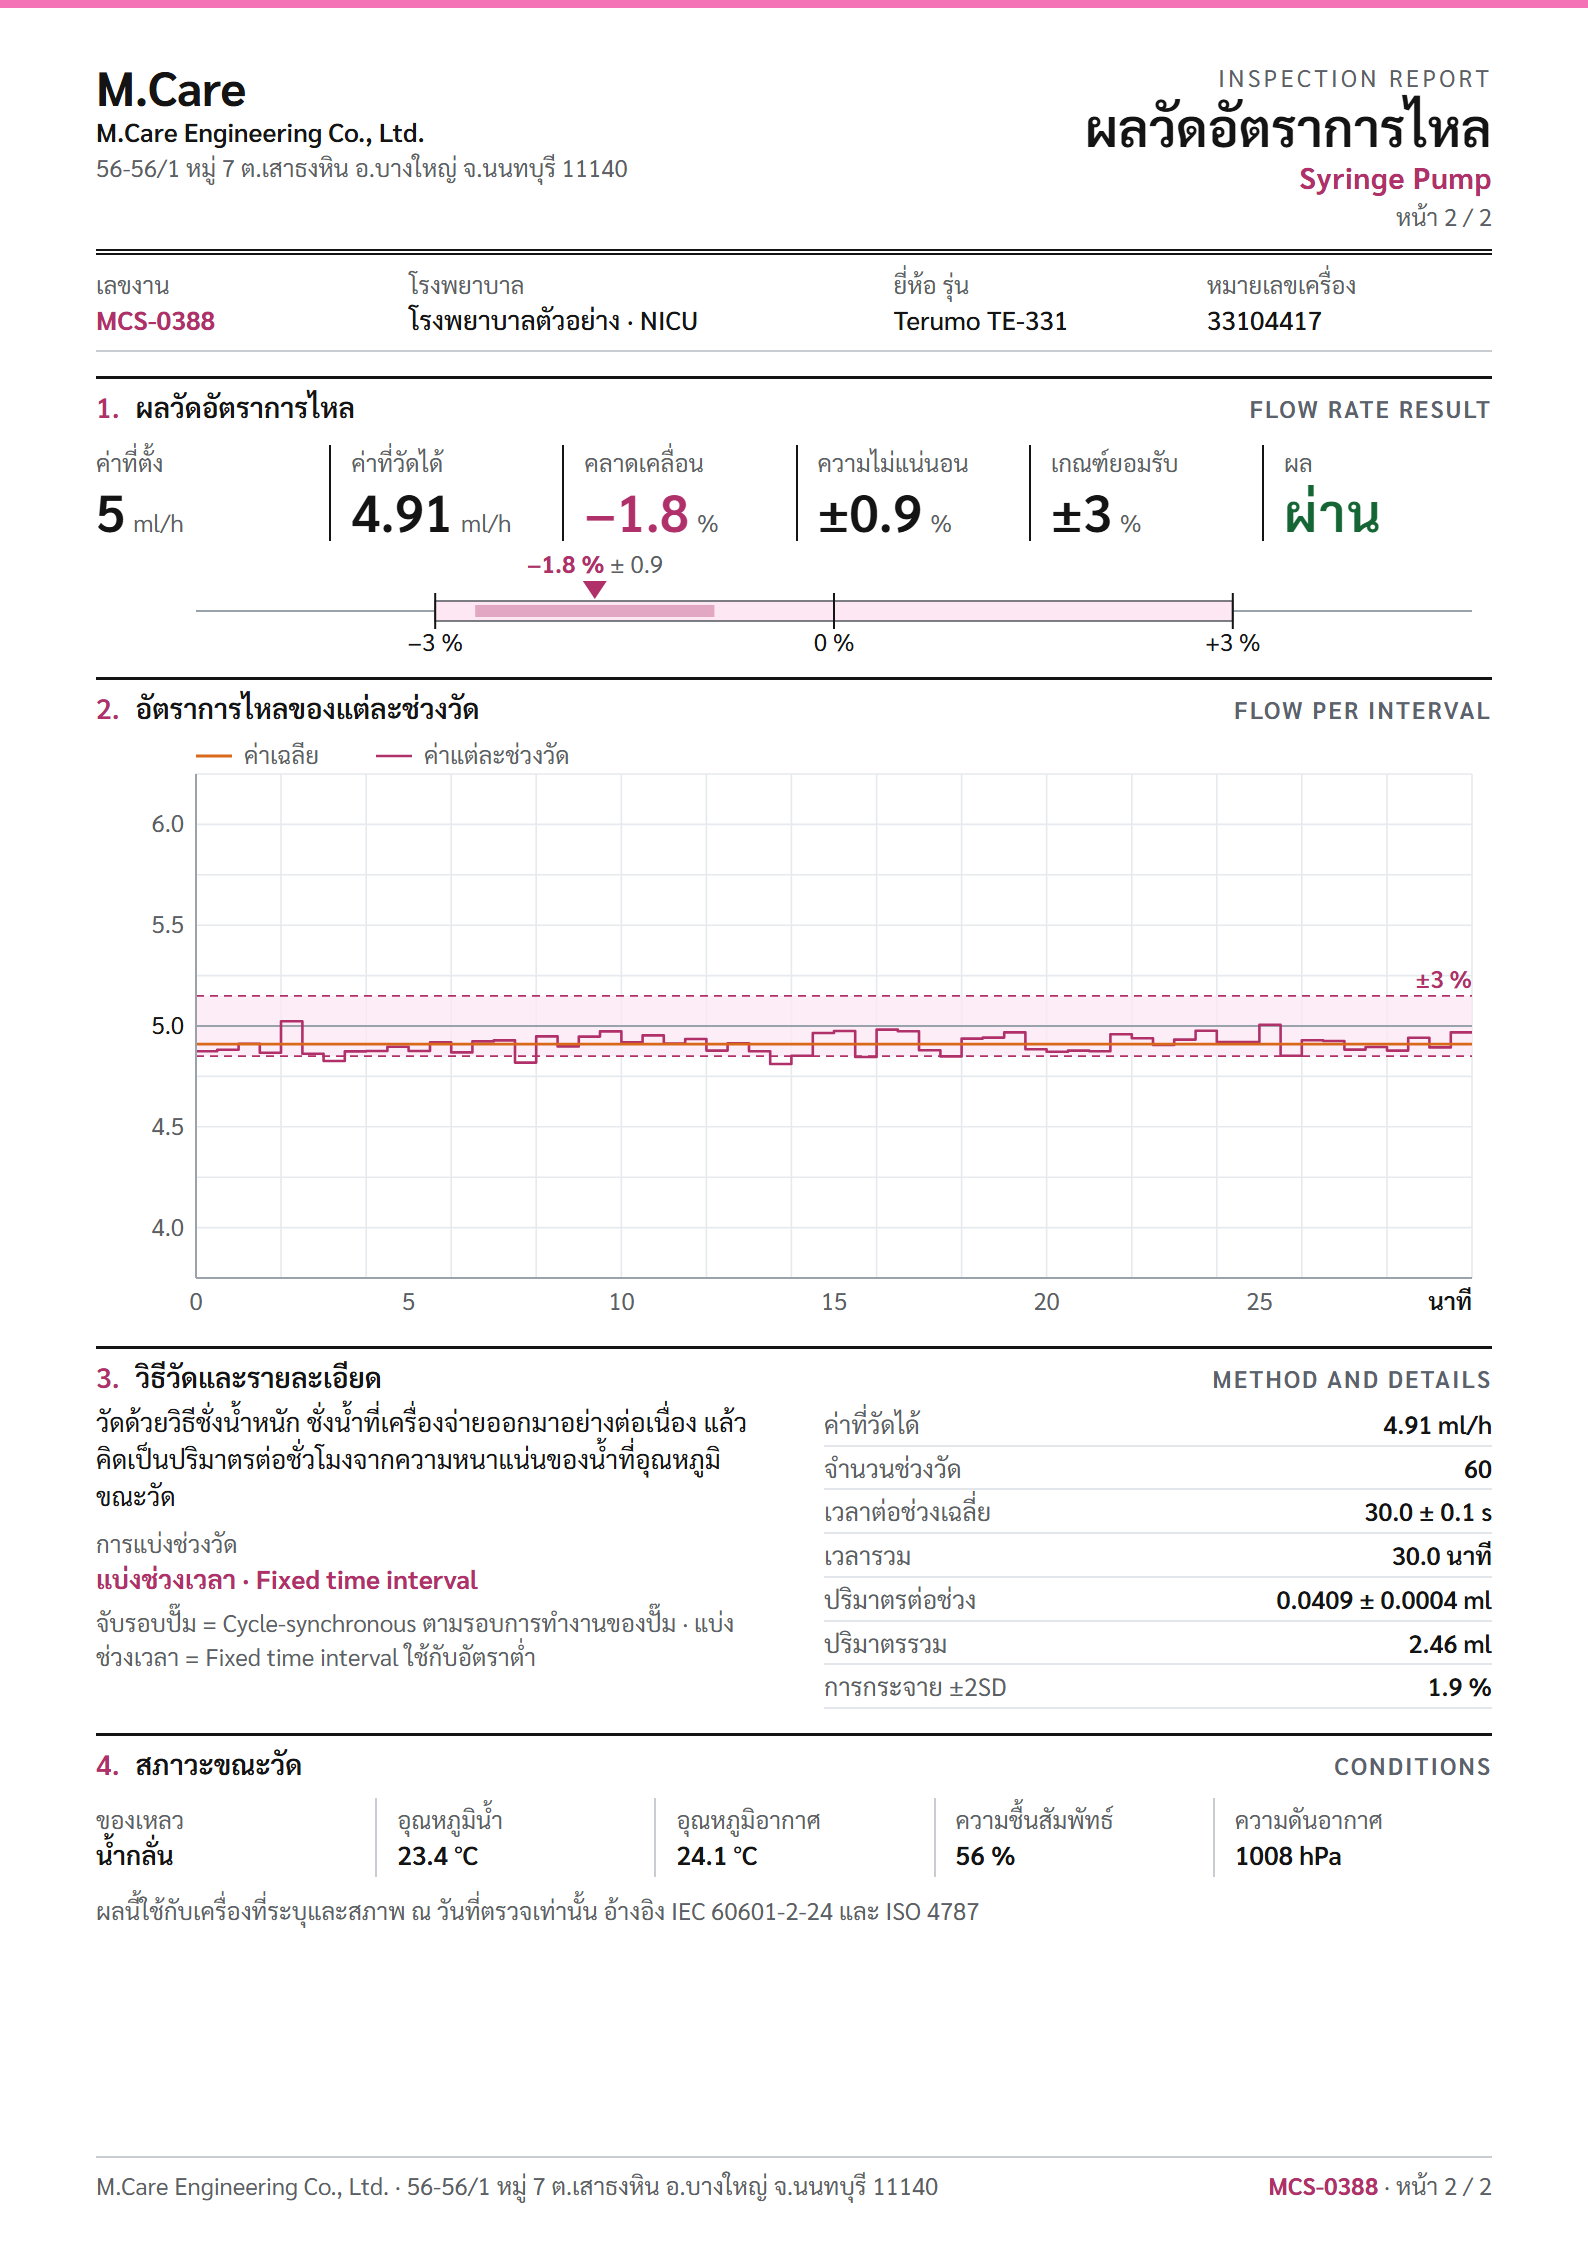 M.Care
M.Care Engineering Co., Ltd.
56-56/1 หมู่ 7 ต.เสาธงหิน อ.บางใหญ่ จ.นนทบุรี 11140
INSPECTION REPORT
ผลวัดอัตราการไหล
Syringe Pump
หน้า 2 / 2
เลขงาน โรงพยาบาล ยี่ห้อ รุ่น หมายเลขเครื่อง
MCS-0388 โรงพยาบาลตัวอย่าง · NICU Terumo TE-331 33104417
1. ผลวัดอัตราการไหล FLOW RATE RESULT
ค่าที่ตั้ง ค่าที่วัดได้ คลาดเคลื่อน ความไม่แน่นอน เกณฑ์ยอมรับ ผล
5 ml/h 4.91 ml/h −1.8 % ±0.9 % ±3 % ผ่าน
−1.8 % ± 0.9
−3 % 0 % +3 %
2. อัตราการไหลของแต่ละช่วงวัด FLOW PER INTERVAL
ค่าเฉลี่ย ค่าแต่ละช่วงวัด
6.0
5.5
±3 %
5.0
4.5
4.0
0 5 10 15 20 25 นาที
3. วิธีวัดและรายละเอียด METHOD AND DETAILS
วัดด้วยวิธีชั่งน้ำหนัก ชั่งน้ำที่เครื่องจ่ายออกมาอย่างต่อเนื่อง แล้ว
คิดเป็นปริมาตรต่อชั่วโมงจากความหนาแน่นของน้ำที่อุณหภูมิ
ขณะวัด
การแบ่งช่วงวัด
แบ่งช่วงเวลา · Fixed time interval
จับรอบปั๊ม = Cycle-synchronous ตามรอบการทำงานของปั๊ม · แบ่ง
ช่วงเวลา = Fixed time interval ใช้กับอัตราต่ำ
ค่าที่วัดได้ 4.91 ml/h
จำนวนช่วงวัด 60
เวลาต่อช่วงเฉลี่ย 30.0 ± 0.1 s
เวลารวม 30.0 นาที
ปริมาตรต่อช่วง 0.0409 ± 0.0004 ml
ปริมาตรรวม 2.46 ml
การกระจาย ±2SD 1.9 %
4. สภาวะขณะวัด CONDITIONS
ของเหลว อุณหภูมิน้ำ อุณหภูมิอากาศ ความชื้นสัมพัทธ์ ความดันอากาศ
น้ำกลั่น 23.4 °C 24.1 °C 56 % 1008 hPa
ผลนี้ใช้กับเครื่องที่ระบุและสภาพ ณ วันที่ตรวจเท่านั้น อ้างอิง IEC 60601-2-24 และ ISO 4787
M.Care Engineering Co., Ltd. · 56-56/1 หมู่ 7 ต.เสาธงหิน อ.บางใหญ่ จ.นนทบุรี 11140 MCS-0388 · หน้า 2 / 2